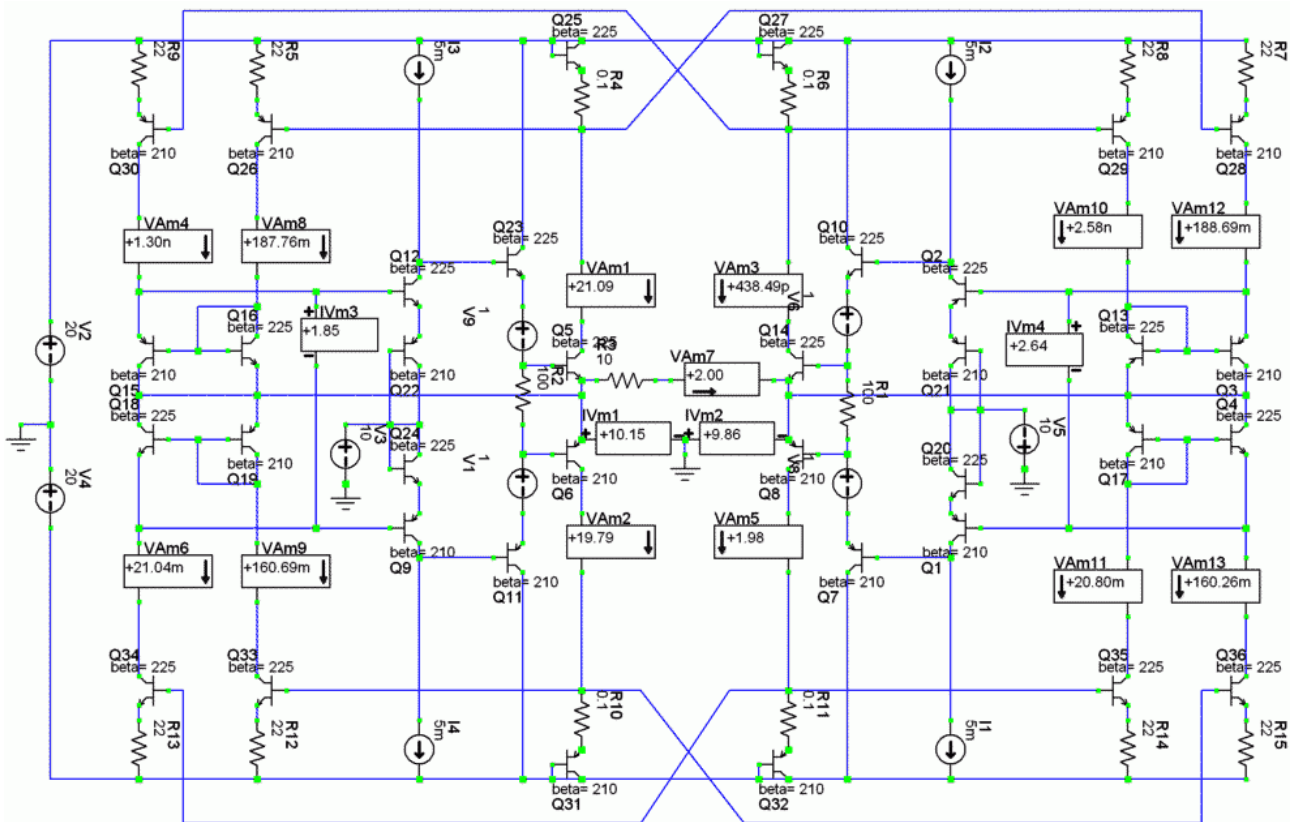 Q25
beta= 225
Q27
beta= 225
R9
22
R5
22
I3
5m
R4
0.1
R6
0.1
I2
5m
R8
22
R7
22
beta= 210
Q30
beta= 210
Q26
beta= 210
Q29
beta= 210
Q28
VAm4
+1.30n
VAm8
+187.76m
Q23
beta= 225
Q10
beta= 225
VAm10
+2.58n
VAm12
+188.69m
Q12
beta= 225
VAm1
+21.09
VAm3
+438.49p
Q2
beta= 225
V9
1
V6
1
Q16
beta= 225
IVm3
+1.85
Q5
beta= 225
R3
10
Q14
beta= 225
VAm7
+2.00
IVm4
+2.64
Q13
beta= 225
V2
20
beta= 210
Q15
beta= 210
Q22
R2
100
R1
100
beta= 210
Q21
beta= 210
Q3
Q18
beta= 225
Q24
beta= 225
V3
10
IVm1
+10.15
IVm2
+9.86
V5
10
Q4
beta= 225
Q20
beta= 225
V4
20
beta= 210
Q19
V1
1
beta= 210
Q6
beta= 210
Q8
V8
1
beta= 210
Q17
VAm6
+21.04m
VAm9
+160.69m
beta= 210
Q9
VAm2
+19.79
VAm5
+1.98
beta= 210
Q1
VAm11
+20.80m
VAm13
+160.26m
beta= 210
Q11
beta= 210
Q7
Q34
beta= 225
Q33
beta= 225
Q35
beta= 225
Q36
beta= 225
R13
22
R12
22
I4
5m
R10
0.1
R11
0.1
I1
5m
R14
22
R15
22
beta= 210
Q31
beta= 210
Q32